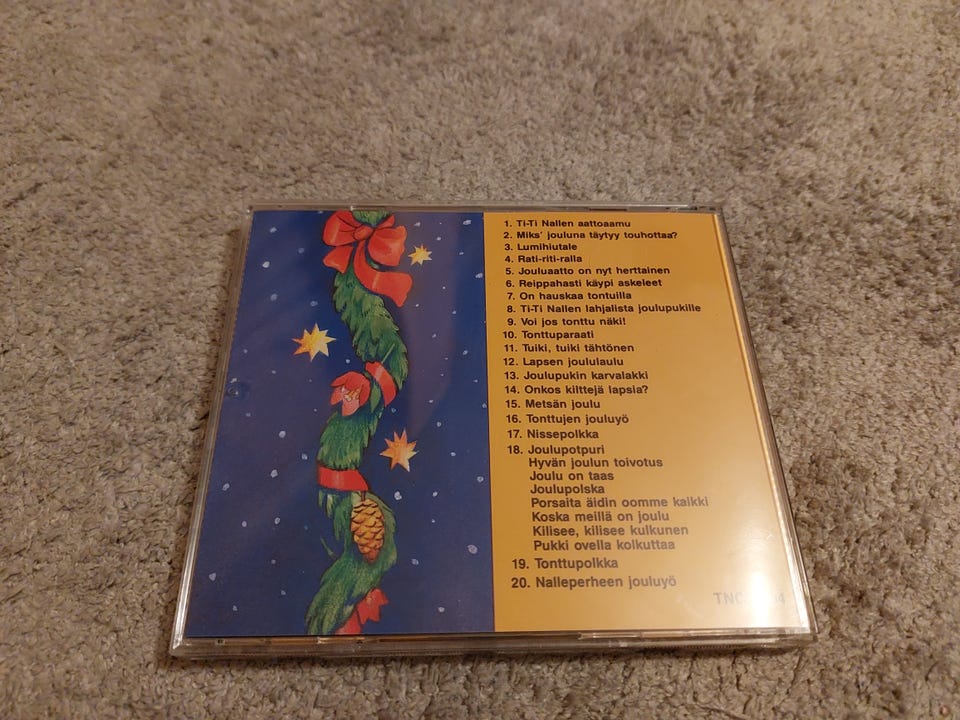 1. Ti-Ti Nallen aattoaamu
2. Miks' jouluna täytyy touhottaa?
3. Lumihiutale
4. Rati-riti-ralla
5. Jouluaatto on nyt herttainen
6. Reippahasti käypi askeleet
7. On hauskaa tontuilla
8. Ti-Ti Nallen lahjalista joulupukille
9. Voi jos tonttu näki!
10. Tonttuparaati
11. Tuiki, tuiki tähtönen
12. Lapsen joululaulu
13. Joulupukin karvalakki
14. Onkos kilttejä lapsia?
15. Metsän joulu
16. Tonttujen jouluyö
17. Nissepolkka
18. Joulupotpuri
Hyvän joulun toivotus
Joulu on taas
Joulupolska
Porsaita äidin oomme kaikki
Koska meillä on joulu
Kilisee, kilisee kulkunen
Pukki ovella kolkuttaa
19. Tonttupolkka
20. Nalleperheen jouluyö